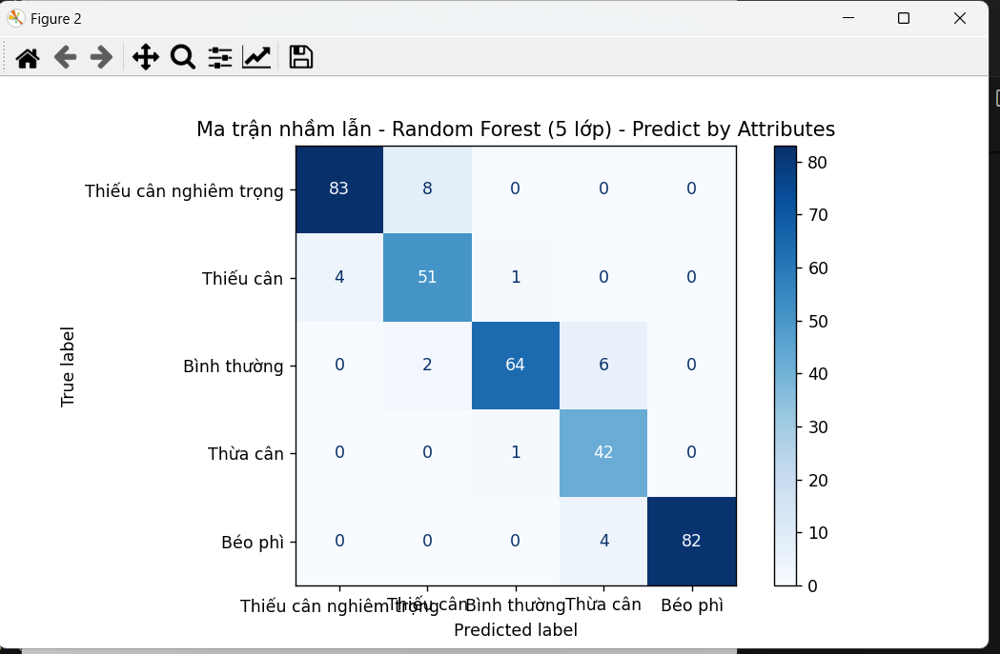 Figure 2
Ma trận nhầm lẫn - Random Forest (5 lớp) - Predict by Attributes
Thiếu cân nghiêm trọng 83 8 0 0 0
Thiếu cân 4 51 1 0 0
Bình thường 0 2 64 6 0
Thừa cân 0 0 1 42 0
Béo phì 0 0 0 4 82
True label
Thiếu cân nghiêm trọng Thiếu cân Bình thường Thừa cân Béo phì
Predicted label
80
70
60
50
40
30
20
10
0